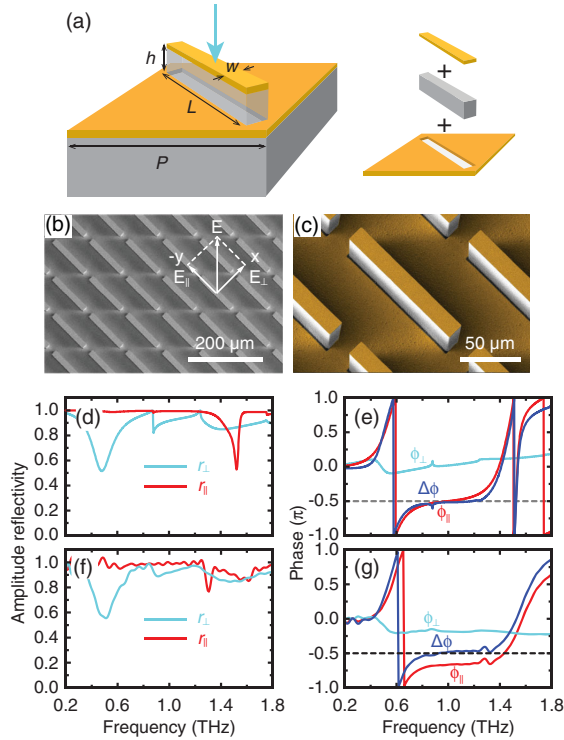 (a)
h
w
L
P
+
+
(b)
E
-y
x
E∥
E⊥
200 μm
(c)
50 μm
Amplitude reflectivity
1.0
0.8
0.6
0.4
0.2
0.0
(d)
r⊥
r∥
1.0
0.8
0.6
0.4
0.2
0.0
(f)
r⊥
r∥
0.2 0.6 1.0 1.4 1.8
Frequency (THz)
Phase (π)
1.0
0.5
0.0
-0.5
-1.0
(e)
ϕ⊥
Δϕ
ϕ∥
1.0
0.5
0.0
-0.5
-1.0
(g)
ϕ⊥
Δϕ
ϕ∥
0.2 0.6 1.0 1.4 1.8
Frequency (THz)